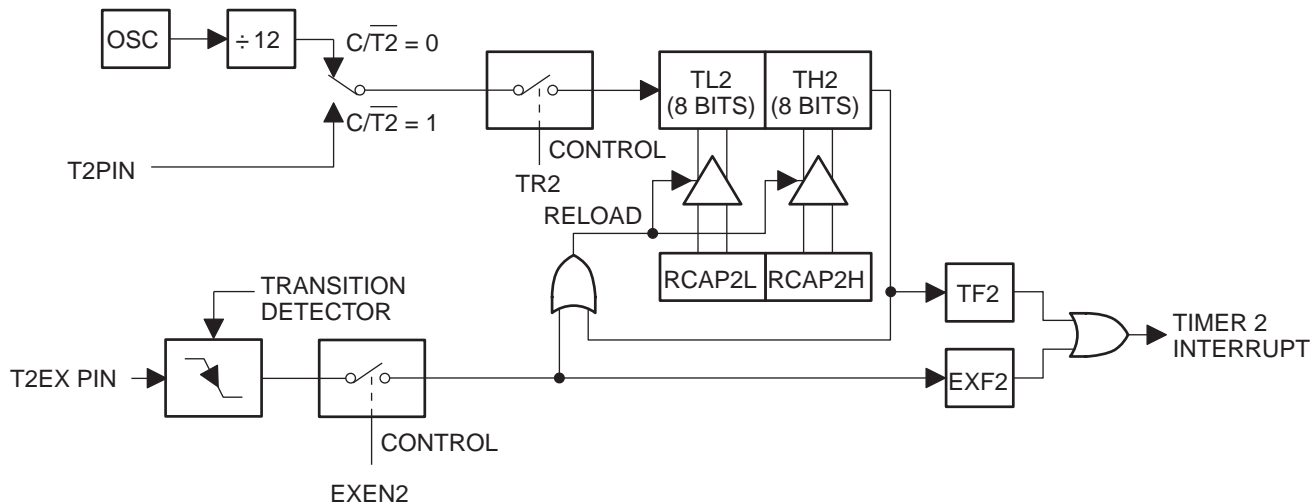 OSC
÷ 12
C/T2̅ = 0
C/T2̅ = 1
T2PIN
CONTROL
TR2
TL2
(8 BITS)
TH2
(8 BITS)
RELOAD
RCAP2L
RCAP2H
TRANSITION
DETECTOR
T2EX PIN
CONTROL
EXEN2
TF2
EXF2
TIMER 2
INTERRUPT